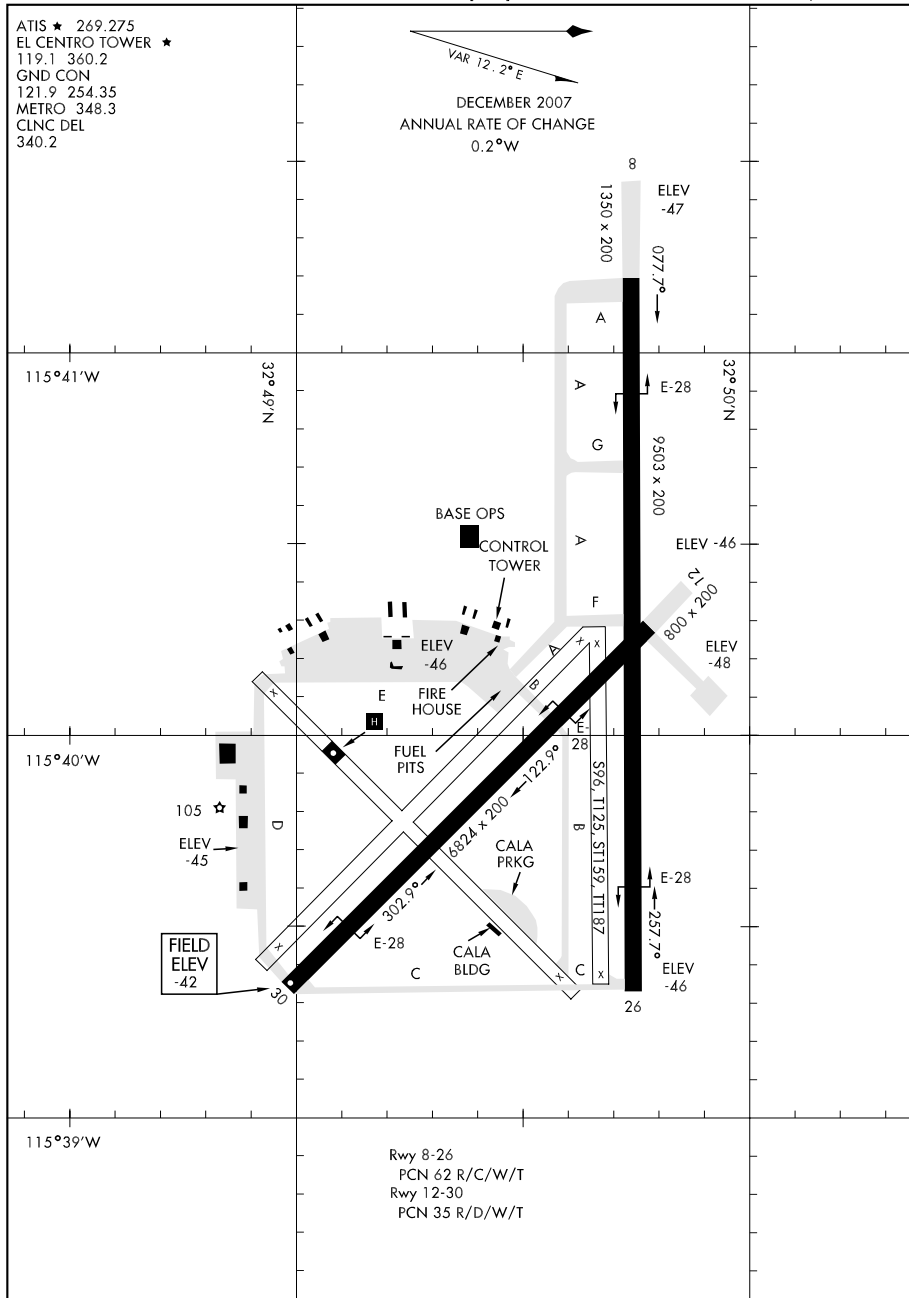 ATIS ★ 269.275
EL CENTRO TOWER ★
119.1 360.2
GND CON
121.9 254.35
METRO 348.3
CLNC DEL
340.2
VAR 12.2° E
DECEMBER 2007
ANNUAL RATE OF CHANGE
0.2°W
8
1350 x 200
ELEV
-47
077.7°
A
115°41'W
32°49'N
32°50'N
A
E-28
G
9503 x 200
BASE OPS
CONTROL
TOWER
A
ELEV -46
F
12
800 x 200
x
x
A
ELEV
-46
ELEV
-48
x
E
FIRE
HOUSE
B
H
E-
28
115°40'W
FUEL
PITS
122.9°
S96, T125, ST159, TT187
105
ELEV
-45
D
6824 x 200
B
CALA
PRKG
302.9°
E-28
257.7°
x
E-28
CALA
BLDG
FIELD
ELEV
-42
C
x
C
x
ELEV
-46
30
26
115°39'W
Rwy 8-26
PCN 62 R/C/W/T
Rwy 12-30
PCN 35 R/D/W/T